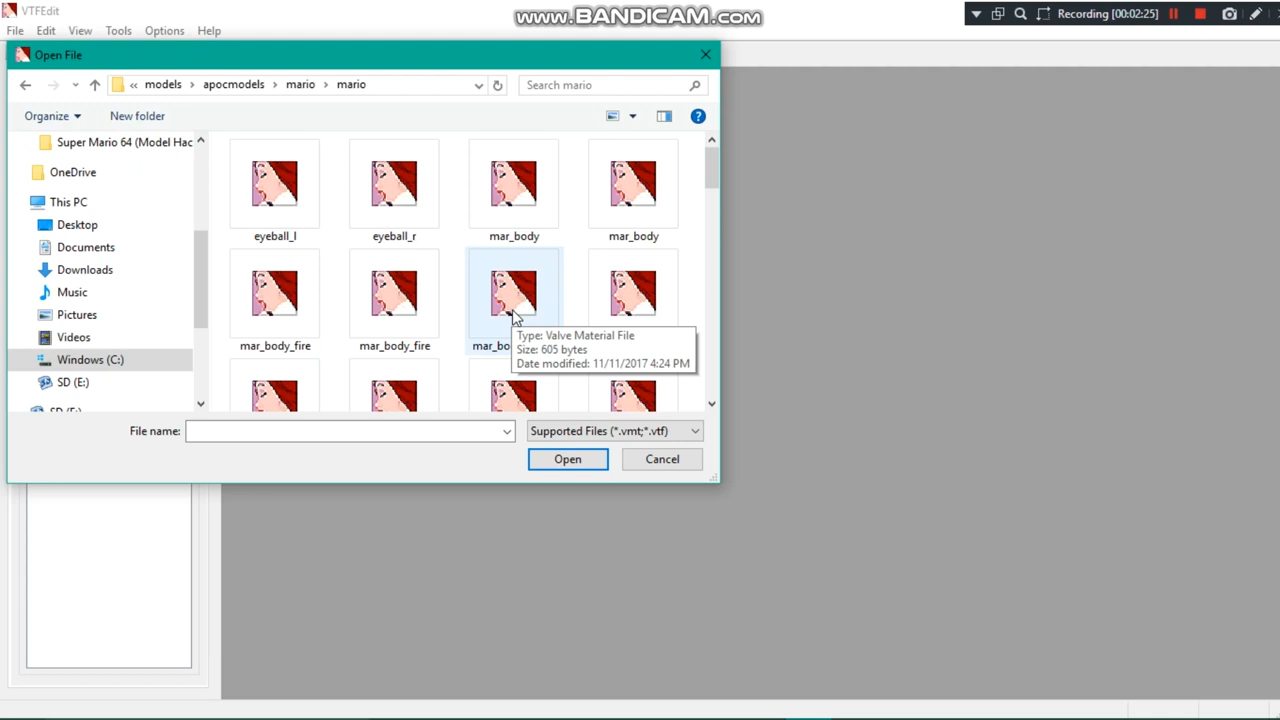 VTFEdit
www.BANDICAM.com
Recording [00:02:25]
File Edit View Tools Options Help
Open File
« models > apocmodels > mario > mario
Search mario
Organize
New folder
Super Mario 64 (Model Hac
OneDrive
This PC
Desktop
Documents
Downloads
Music
Pictures
Videos
Windows (C:)
SD (E:)
eyeball_l
eyeball_r
mar_body
mar_body
mar_body_fire
mar_body_fire
Type: Valve Material File
Size: 605 bytes
Date modified: 11/11/2017 4:24 PM
File name:
Supported Files (*.vmt;*.vtf)
Open
Cancel